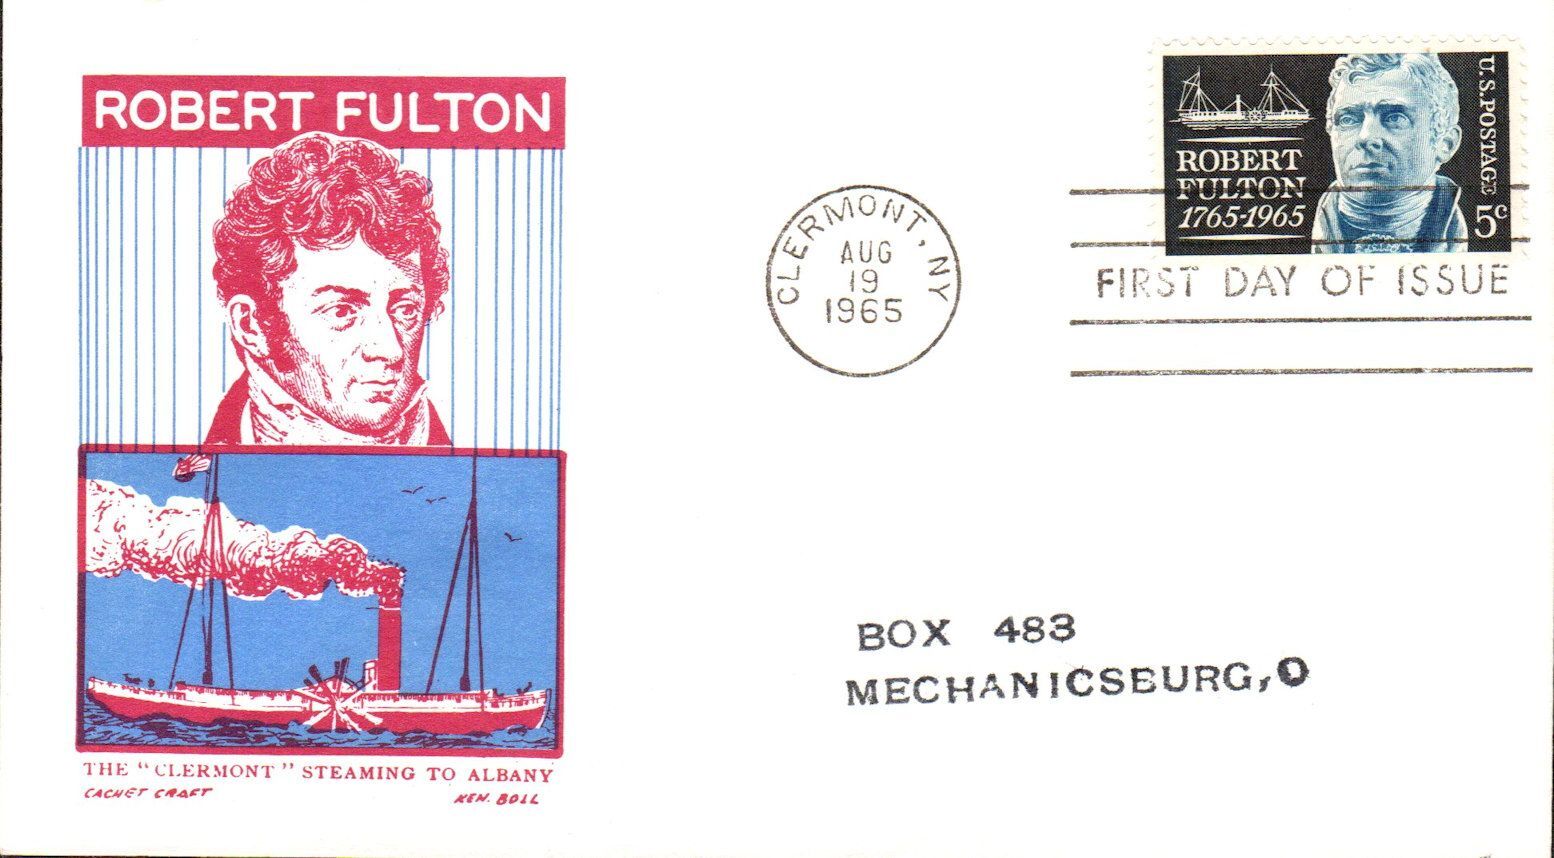 ROBERT FULTON
THE "CLERMONT" STEAMING TO ALBANY
CACHET CRAFT
KEN. BOLL
CLERMONT, NY
AUG
19
1965
U.S. POSTAGE
5c
ROBERT
FULTON
1765-1965
FIRST DAY OF ISSUE
BOX 483
MECHANICSBURG, O